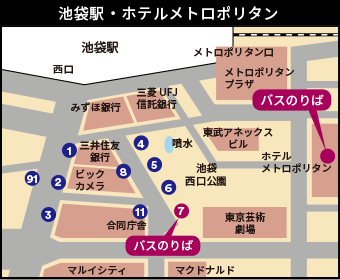 池袋駅・ホテルメトロポリタン
池袋駅
西口
メトロポリタン口
メトロポリタン
プラザ
みずほ銀行
三菱UFJ
信託銀行
バスのりば
三井住友
銀行
噴水
東武アネックス
ビル
ホテル
メトロポリタン
ビック
カメラ
池袋
西口公園
1
4
5
8
91
2
6
3
11
7
合同庁舎
東京芸術
劇場
バスのりば
マルイシティ
マクドナルド